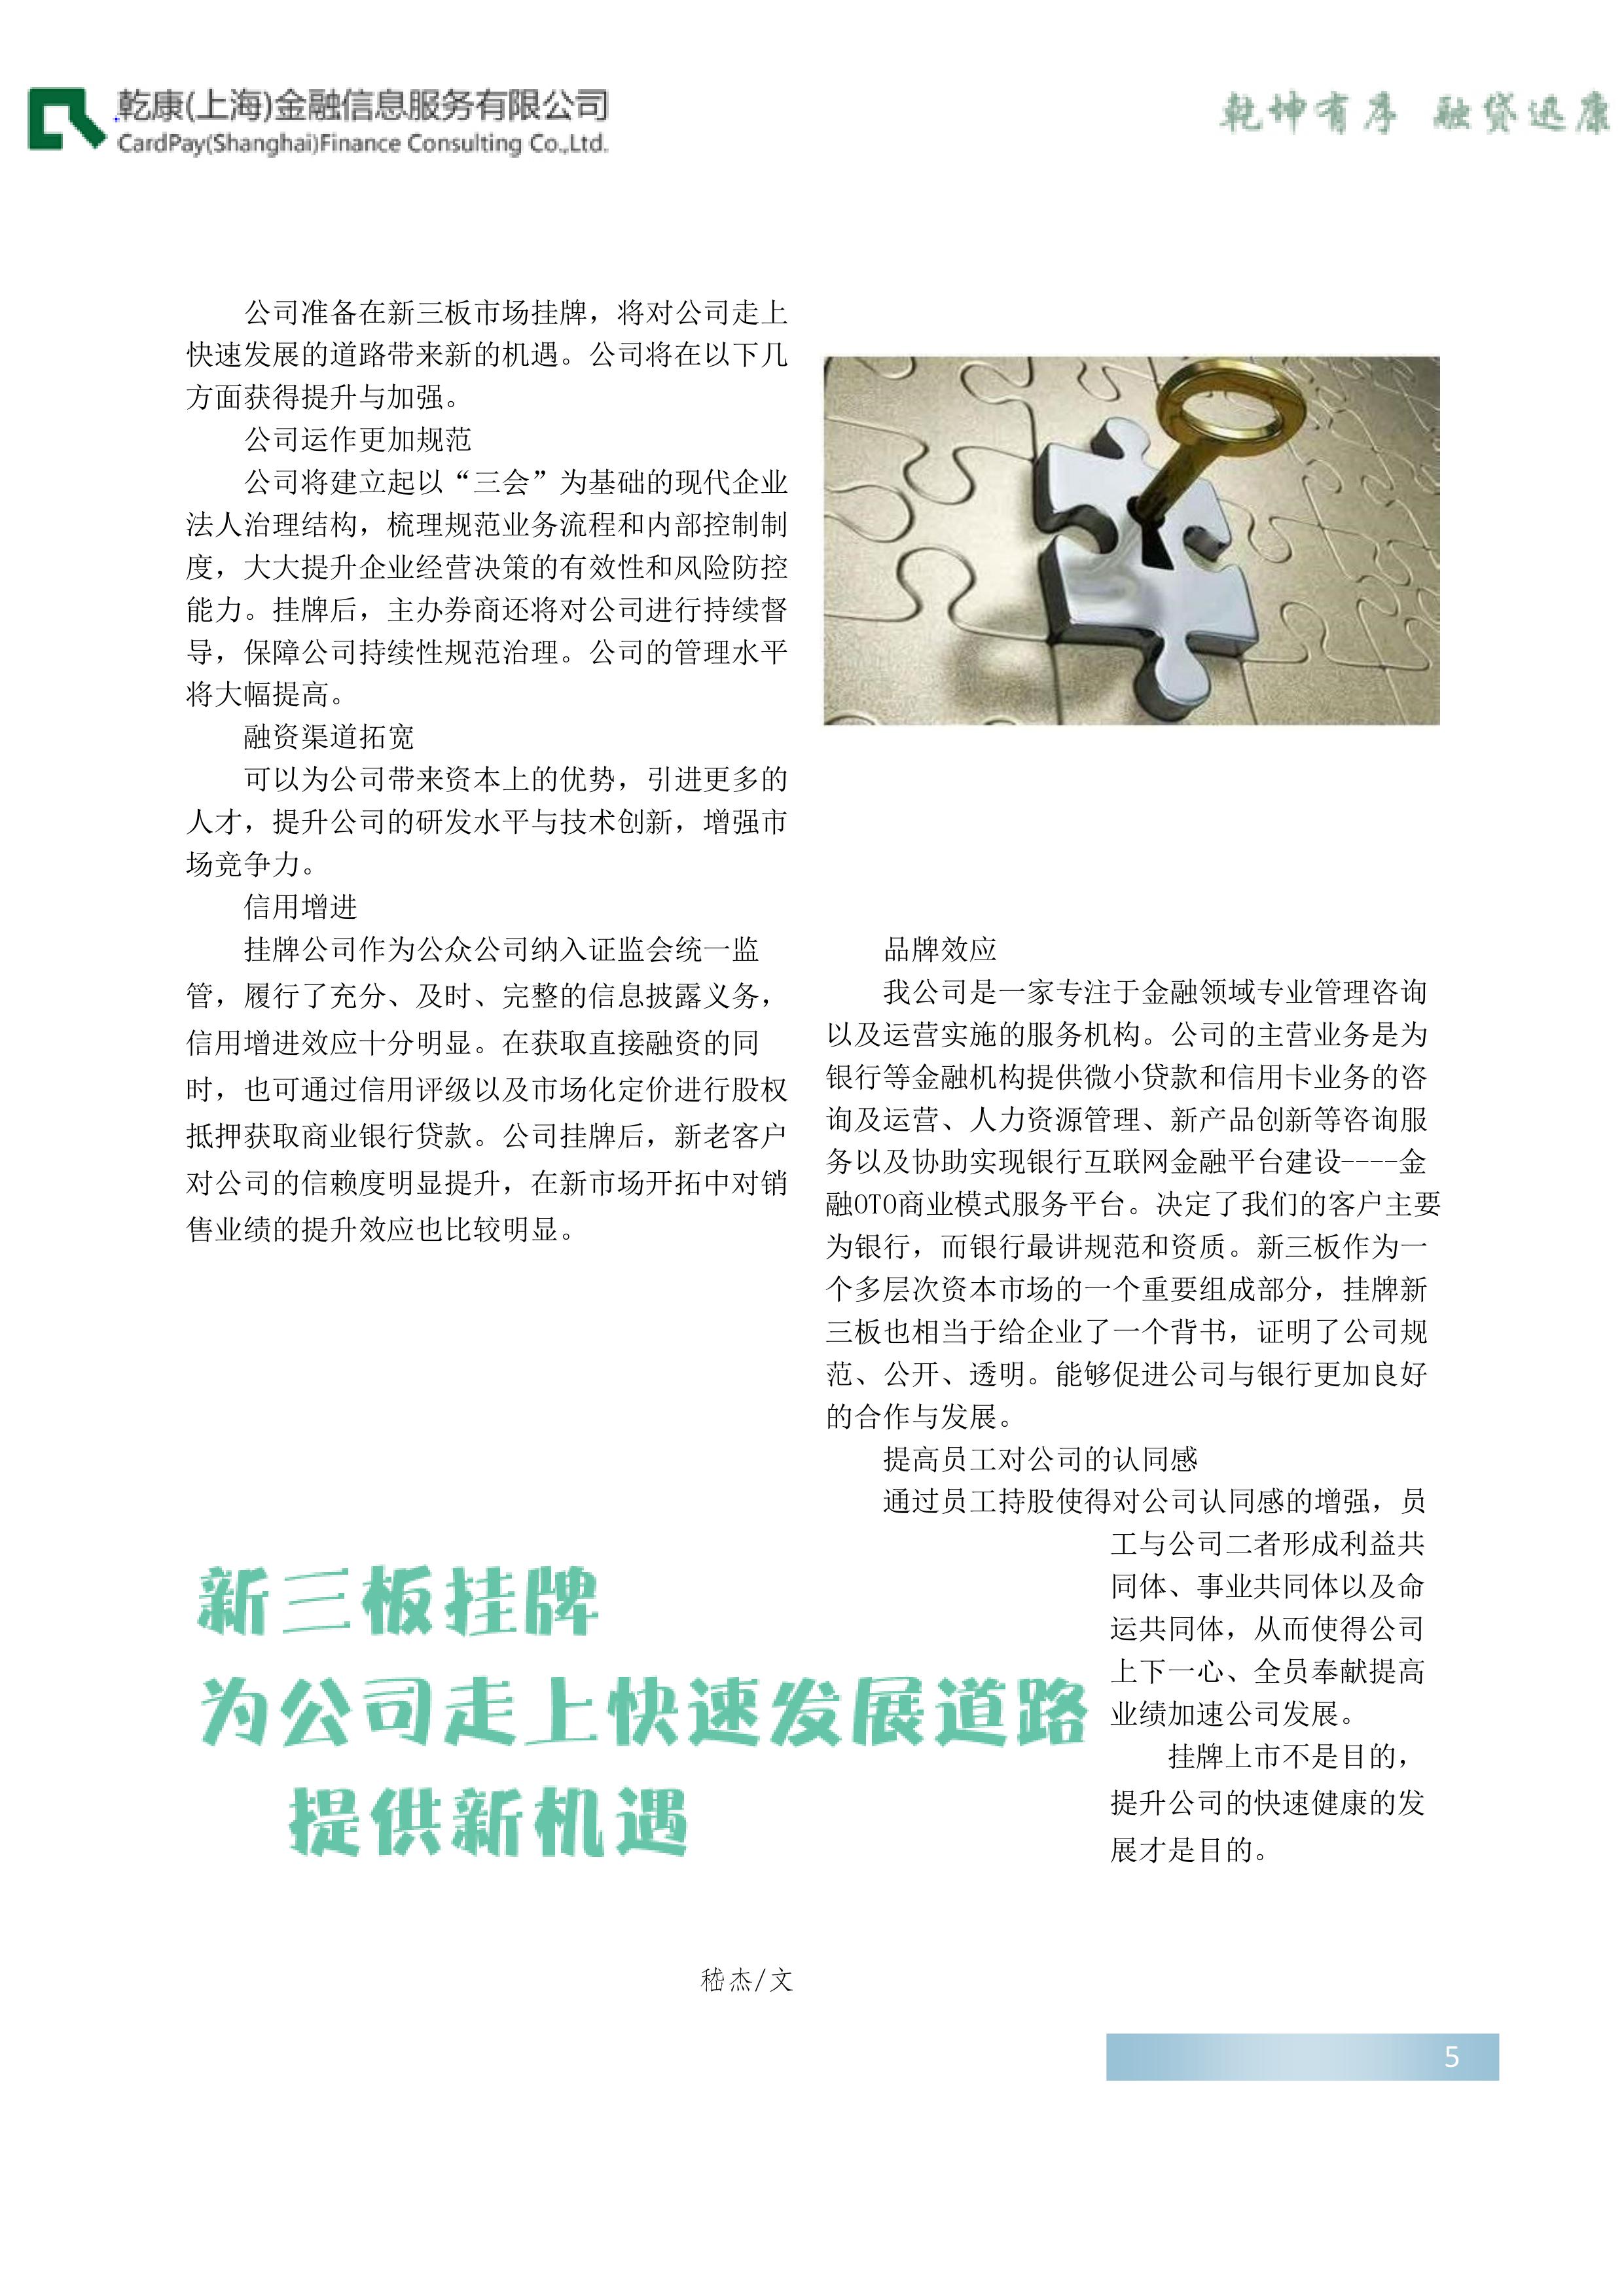 乾康(上海)金融信息服务有限公司
CardPay(Shanghai)Finance Consulting Co.,Ltd.
乾坤有序 融贷迅康
公司准备在新三板市场挂牌，将对公司走上
快速发展的道路带来新的机遇。公司将在以下几
方面获得提升与加强。
公司运作更加规范
公司将建立起以“三会”为基础的现代企业
法人治理结构，梳理规范业务流程和内部控制制
度，大大提升企业经营决策的有效性和风险防控
能力。挂牌后，主办券商还将对公司进行持续督
导，保障公司持续性规范治理。公司的管理水平
将大幅提高。
融资渠道拓宽
可以为公司带来资本上的优势，引进更多的
人才，提升公司的研发水平与技术创新，增强市
场竞争力。
信用增进
挂牌公司作为公众公司纳入证监会统一监
管，履行了充分、及时、完整的信息披露义务，
信用增进效应十分明显。在获取直接融资的同
时，也可通过信用评级以及市场化定价进行股权
抵押获取商业银行贷款。公司挂牌后，新老客户
对公司的信赖度明显提升，在新市场开拓中对销
售业绩的提升效应也比较明显。
品牌效应
我公司是一家专注于金融领域专业管理咨询
以及运营实施的服务机构。公司的主营业务是为
银行等金融机构提供微小贷款和信用卡业务的咨
询及运营、人力资源管理、新产品创新等咨询服
务以及协助实现银行互联网金融平台建设----金
融OTO商业模式服务平台。决定了我们的客户主要
为银行，而银行最讲规范和资质。新三板作为一
个多层次资本市场的一个重要组成部分，挂牌新
三板也相当于给企业了一个背书，证明了公司规
范、公开、透明。能够促进公司与银行更加良好
的合作与发展。
提高员工对公司的认同感
通过员工持股使得对公司认同感的增强，员
工与公司二者形成利益共
同体、事业共同体以及命
运共同体，从而使得公司
上下一心、全员奉献提高
业绩加速公司发展。
挂牌上市不是目的，
提升公司的快速健康的发
展才是目的。
新三板挂牌
为公司走上快速发展道路
提供新机遇
嵇杰/文
5